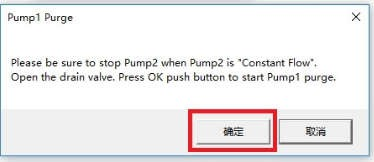 Pump1 Purge
Please be sure to stop Pump2 when Pump2 is "Constant Flow".
Open the drain valve. Press OK push button to start Pump1 purge.
确定 取消